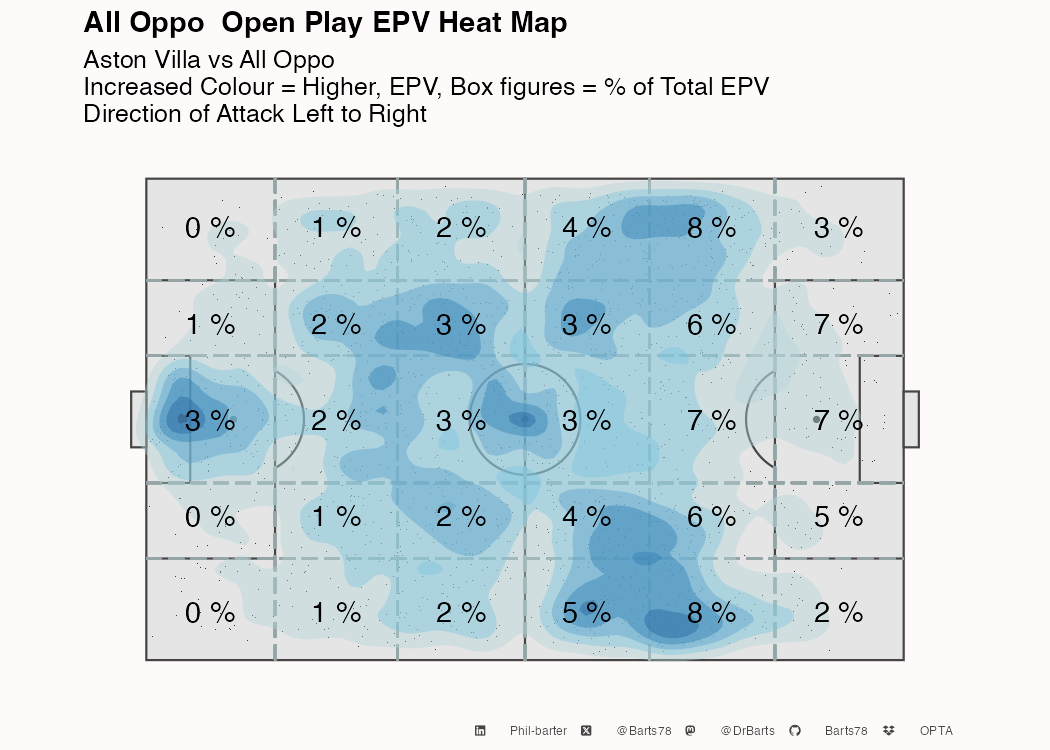 All Oppo  Open Play EPV Heat Map
Aston Villa vs All Oppo
Increased Colour = Higher, EPV, Box figures = % of Total EPV
Direction of Attack Left to Right
0 % 1 % 2 % 4 % 8 % 3 %
1 % 2 % 3 % 3 % 6 % 7 %
3 % 2 % 3 % 3 % 7 % 7 %
0 % 1 % 2 % 4 % 6 % 5 %
0 % 1 % 2 % 5 % 8 % 2 %
Phil-barter @Barts78 @DrBarts Barts78 OPTA